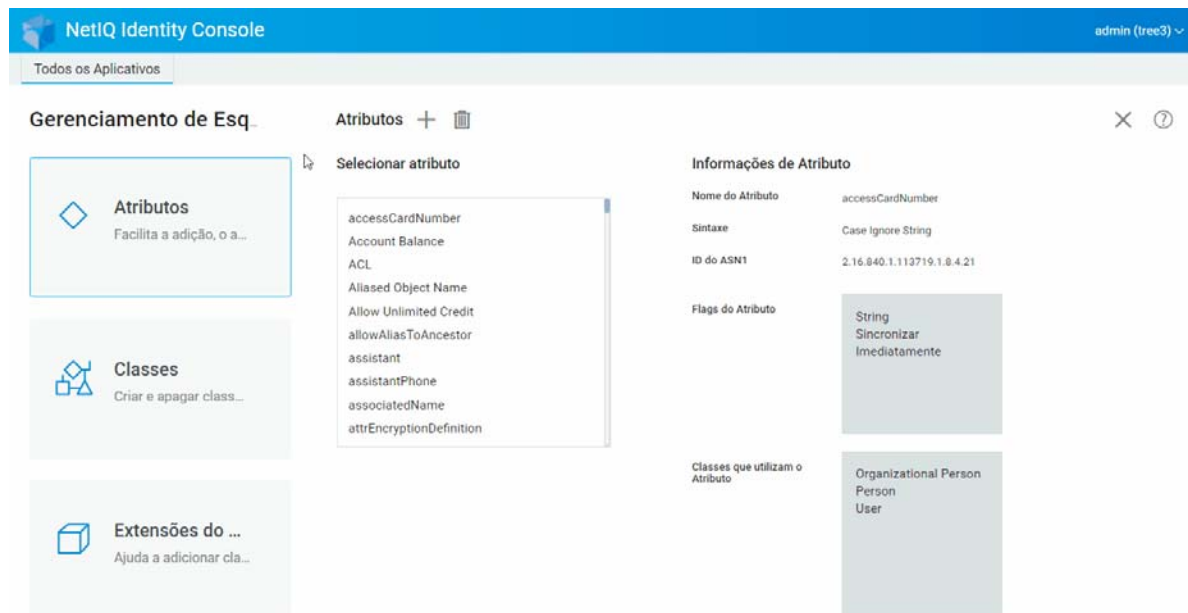 NetIQ Identity Console
admin (tree3)
Todos os Aplicativos
Gerenciamento de Esq...
Atributos
Facilita a adição, o a...
Classes
Criar e apagar class...
Extensões do ...
Ajuda a adicionar cla...
Atributos
Selecionar atributo
accessCardNumber
Account Balance
ACL
Aliased Object Name
Allow Unlimited Credit
allowAliasToAncestor
assistant
assistantPhone
associatedName
attrEncryptionDefinition
Informações de Atributo
Nome do Atributo
accessCardNumber
Sintaxe
Case Ignore String
ID do ASN1
2.16.840.1.113719.1.8.4.21
Flags do Atributo
String
Sincronizar
Imediatamente
Classes que utilizam o
Atributo
Organizational Person
Person
User